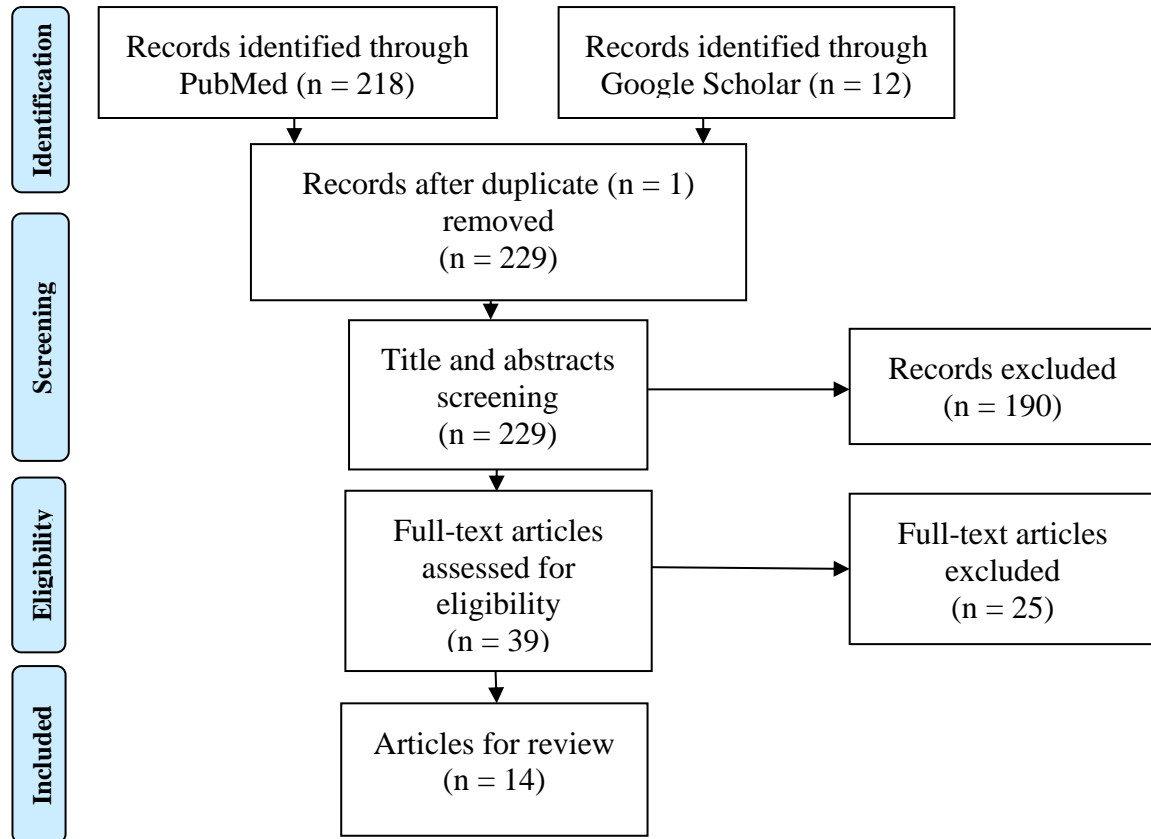 Identification
Records identified through
PubMed (n = 218)
Records identified through
Google Scholar (n = 12)
Records after duplicate (n = 1)
removed
(n = 229)
Screening
Title and abstracts
screening
(n = 229)
Records excluded
(n = 190)
Eligibility
Full-text articles
assessed for
eligibility
(n = 39)
Full-text articles
excluded
(n = 25)
Included
Articles for review
(n = 14)